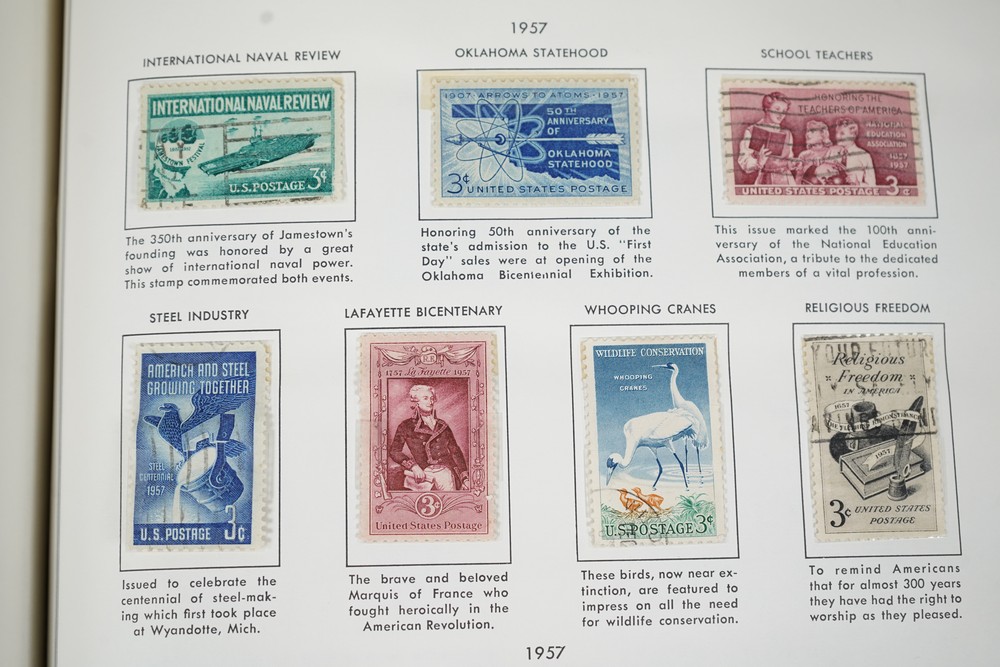 1957
INTERNATIONAL NAVAL REVIEW
INTERNATIONAL NAVAL REVIEW
JAMESTOWN FESTIVAL
U.S. POSTAGE 3¢
The 350th anniversary of Jamestown's
founding was honored by a great
show of international naval power.
This stamp commemorated both events.
OKLAHOMA STATEHOOD
1907·ARROWS TO ATOMS·1957
50TH
ANNIVERSARY
OF
OKLAHOMA
STATEHOOD
3¢ UNITED STATES POSTAGE
Honoring 50th anniversary of the
state's admission to the U.S. "First
Day" sales were at opening of the
Oklahoma Bicentennial Exhibition.
SCHOOL TEACHERS
HONORING THE
TEACHERS OF AMERICA
NATIONAL
EDUCATION
ASSOCIATION
1857
1957
UNITED STATES POSTAGE 3¢
This issue marked the 100th anni-
versary of the National Education
Association, a tribute to the dedicated
members of a vital profession.
STEEL INDUSTRY
AMERICA AND STEEL
GROWING TOGETHER
STEEL
CENTENNIAL
1957
U.S. POSTAGE 3¢
Issued to celebrate the
centennial of steel-mak-
ing which first took place
at Wyandotte, Mich.
LAFAYETTE BICENTENARY
1757 La Fayette 1957
3¢
United States Postage
The brave and beloved
Marquis of France who
fought heroically in the
American Revolution.
WHOOPING CRANES
WILDLIFE CONSERVATION
WHOOPING
CRANES
U.S. POSTAGE 3¢
These birds, now near ex-
tinction, are featured to
impress on all the need
for wildlife conservation.
RELIGIOUS FREEDOM
Religious
Freedom
IN AMERICA
1657
1957
3¢ UNITED STATES
POSTAGE
To remind Americans
that for almost 300 years
they have had the right to
worship as they pleased.
1957